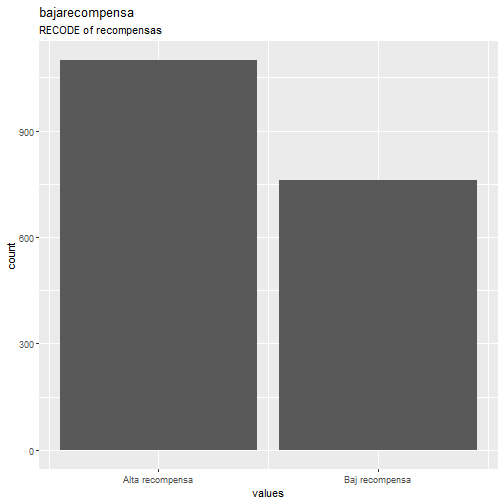 bajarecompensa
RECODE of recompensas
count
900
600
300
0
Alta recompensa
Baj recompensa
values